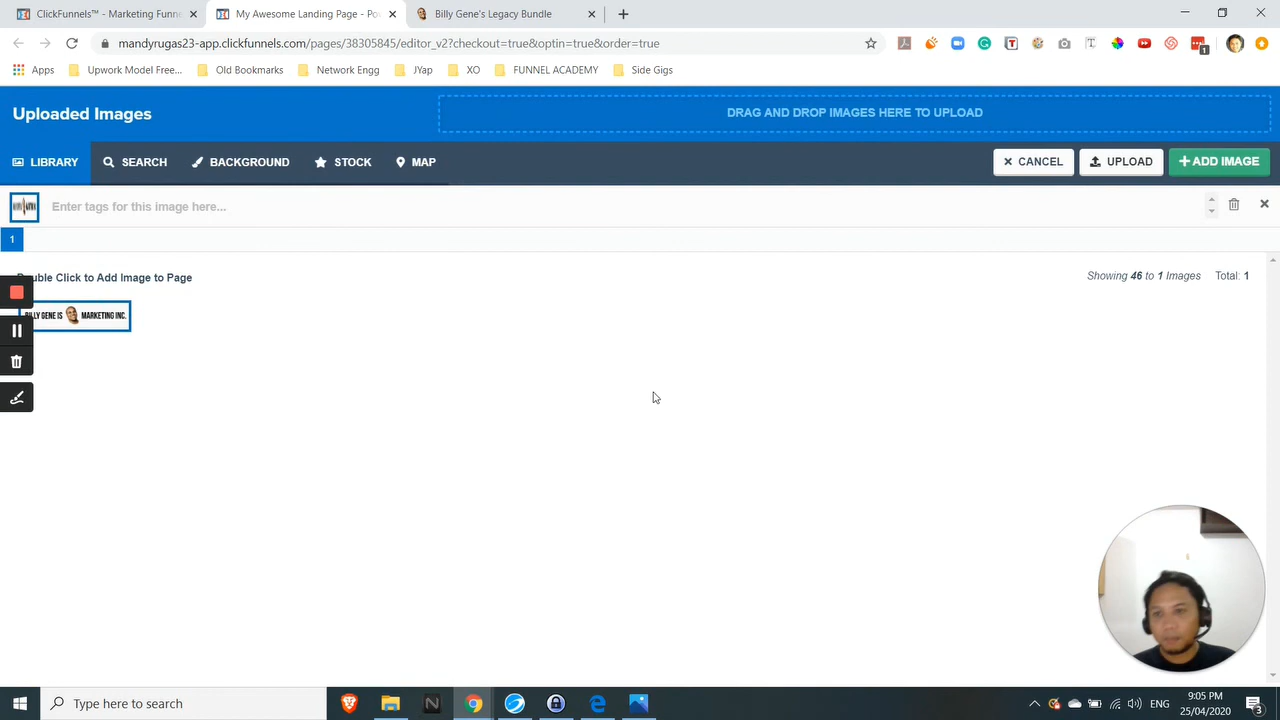 ClickFunnels™ - Marketing Funne
My Awesome Landing Page - Po
Billy Gene's Legacy Bundle
mandyrugas23-app.clickfunnels.com/pages/38305845/editor_v2?checkout=true&optin=true&order=true
1
Apps
Upwork Model Free...
Old Bookmarks
Network Engg
JYap
XO
FUNNEL ACADEMY
Side Gigs
Uploaded Images
DRAG AND DROP IMAGES HERE TO UPLOAD
LIBRARY
SEARCH
BACKGROUND
STOCK
MAP
CANCEL
UPLOAD
ADD IMAGE
Enter tags for this image here...
1
Double Click to Add Image to Page
Showing 46 to 1 Images Total: 1
BILLY GENE IS MARKETING INC.
Type here to search
ENG
9:05 PM
25/04/2020
3